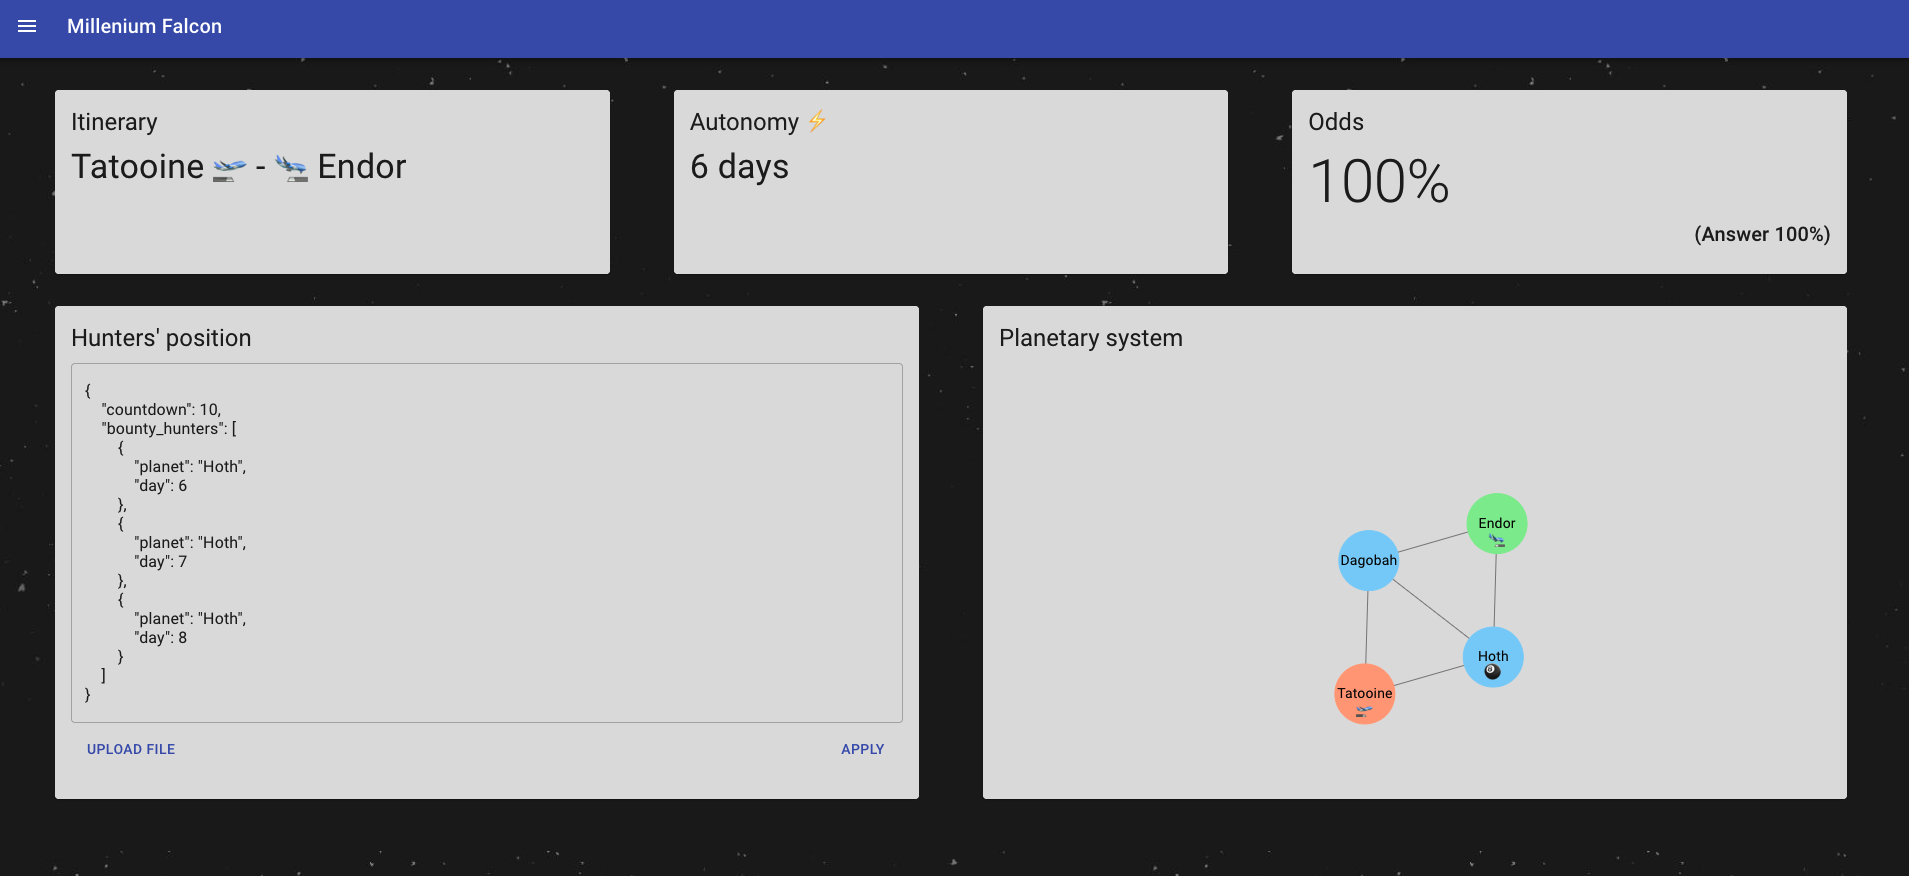 Millenium Falcon
Itinerary
Tatooine 🛫 - 🛬 Endor
Autonomy ⚡
6 days
Odds
100%
(Answer 100%)
Hunters' position
{
    "countdown": 10,
    "bounty_hunters": [
        {
            "planet": "Hoth",
            "day": 6
        },
        {
            "planet": "Hoth",
            "day": 7
        },
        {
            "planet": "Hoth",
            "day": 8
        }
    ]
}
UPLOAD FILE
APPLY
Planetary system
Endor
Dagobah
Hoth
Tatooine